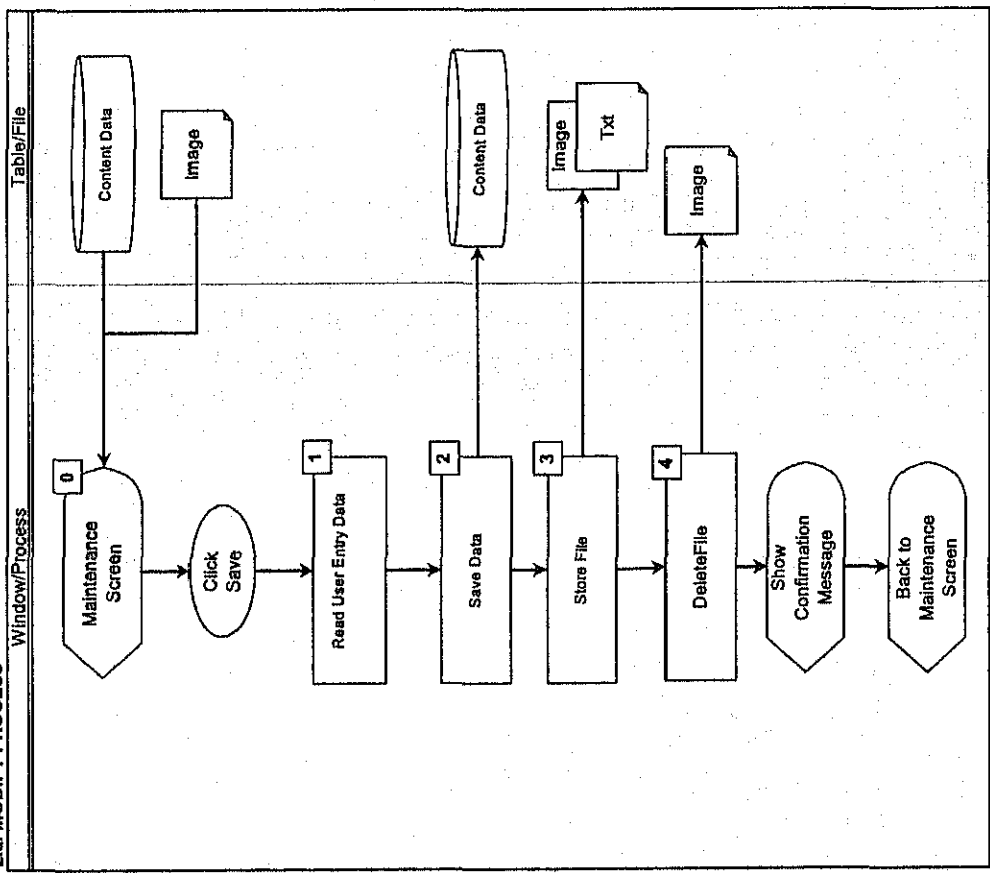 Window/Process
Table/File
0
Maintenance
Screen
Content Data
Image
Click
Save
1
Read User Entry Data
2
Save Data
Content Data
3
Store File
Image
Txt
4
DeleteFile
Image
Show
Confirmation
Message
Back to
Maintenance
Screen